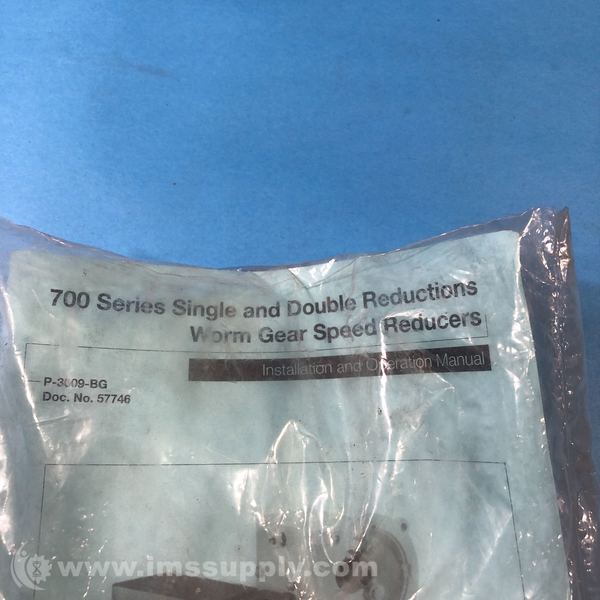 700 Series Single and Double Reductions
Worm Gear Speed Reducers
Installation and Operation Manual
P-3009-BG
Doc. No. 57746
www.imssupply.com